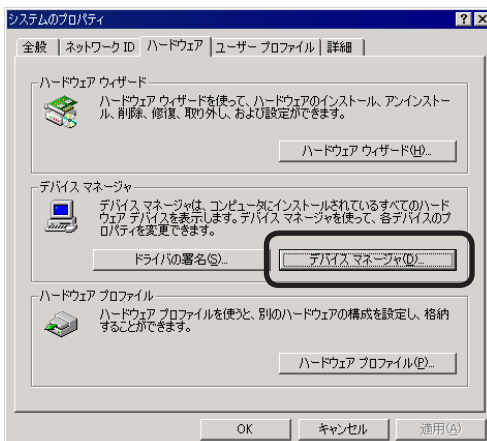 システムのプロパティ
全般 ネットワーク ID ハードウェア ユーザー プロファイル 詳細
ハードウェア ウィザード
ハードウェア ウィザードを使って、ハードウェアのインストール、アンインストー
ル、削除、修復、取り外し、および設定ができます。
ハードウェア ウィザード(H)...
デバイス マネージャ
デバイス マネージャは、コンピュータにインストールされているすべてのハード
ウェア デバイスを表示します。デバイス マネージャを使って、各デバイスのプ
ロパティを変更できます。
ドライバの署名(S)...
デバイス マネージャ(D)...
ハードウェア プロファイル
ハードウェア プロファイルを使うと、別のハードウェアの構成を設定し、格納
することができます。
ハードウェア プロファイル(P)...
OK キャンセル 適用(A)